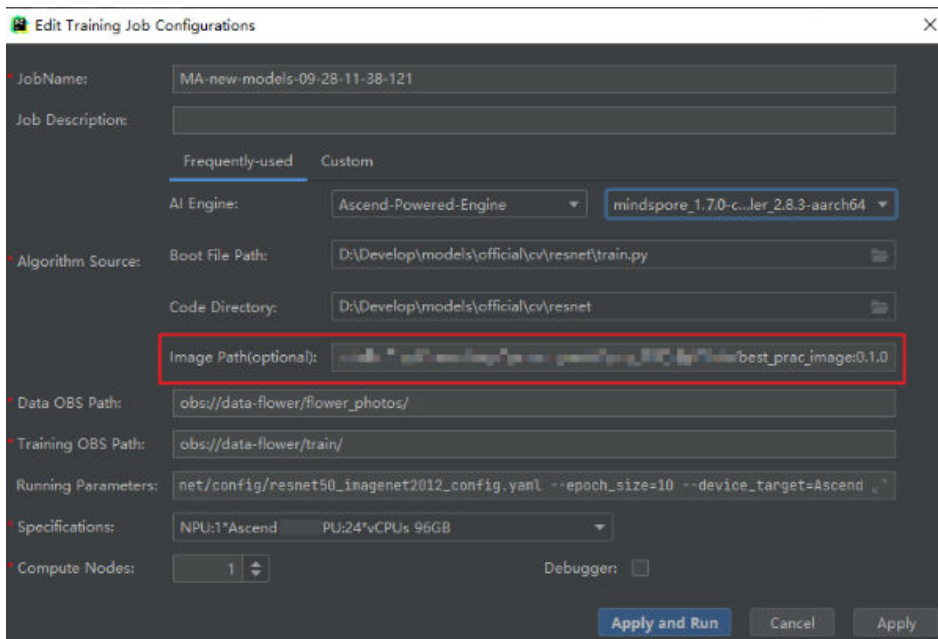 Edit Training Job Configurations
* JobName: MA-new-models-09-28-11-38-121
Job Description:
Frequently-used Custom
AI Engine: Ascend-Powered-Engine mindspore_1.7.0-c...ler_2.8.3-aarch64
* Algorithm Source:
Boot File Path: D:\Develop\models\official\cv\resnet\train.py
Code Directory: D:\Develop\models\official\cv\resnet
Image Path(optional): /best_prac_image:0.1.0
* Data OBS Path: obs://data-flower/flower_photos/
* Training OBS Path: obs://data-flower/train/
Running Parameters: net/config/resnet50_imagenet2012_config.yaml --epoch_size=10 --device_target=Ascend
* Specifications: NPU:1*Ascend PU:24*vCPUs 96GB
* Compute Nodes: 1 Debugger:
Apply and Run Cancel Apply